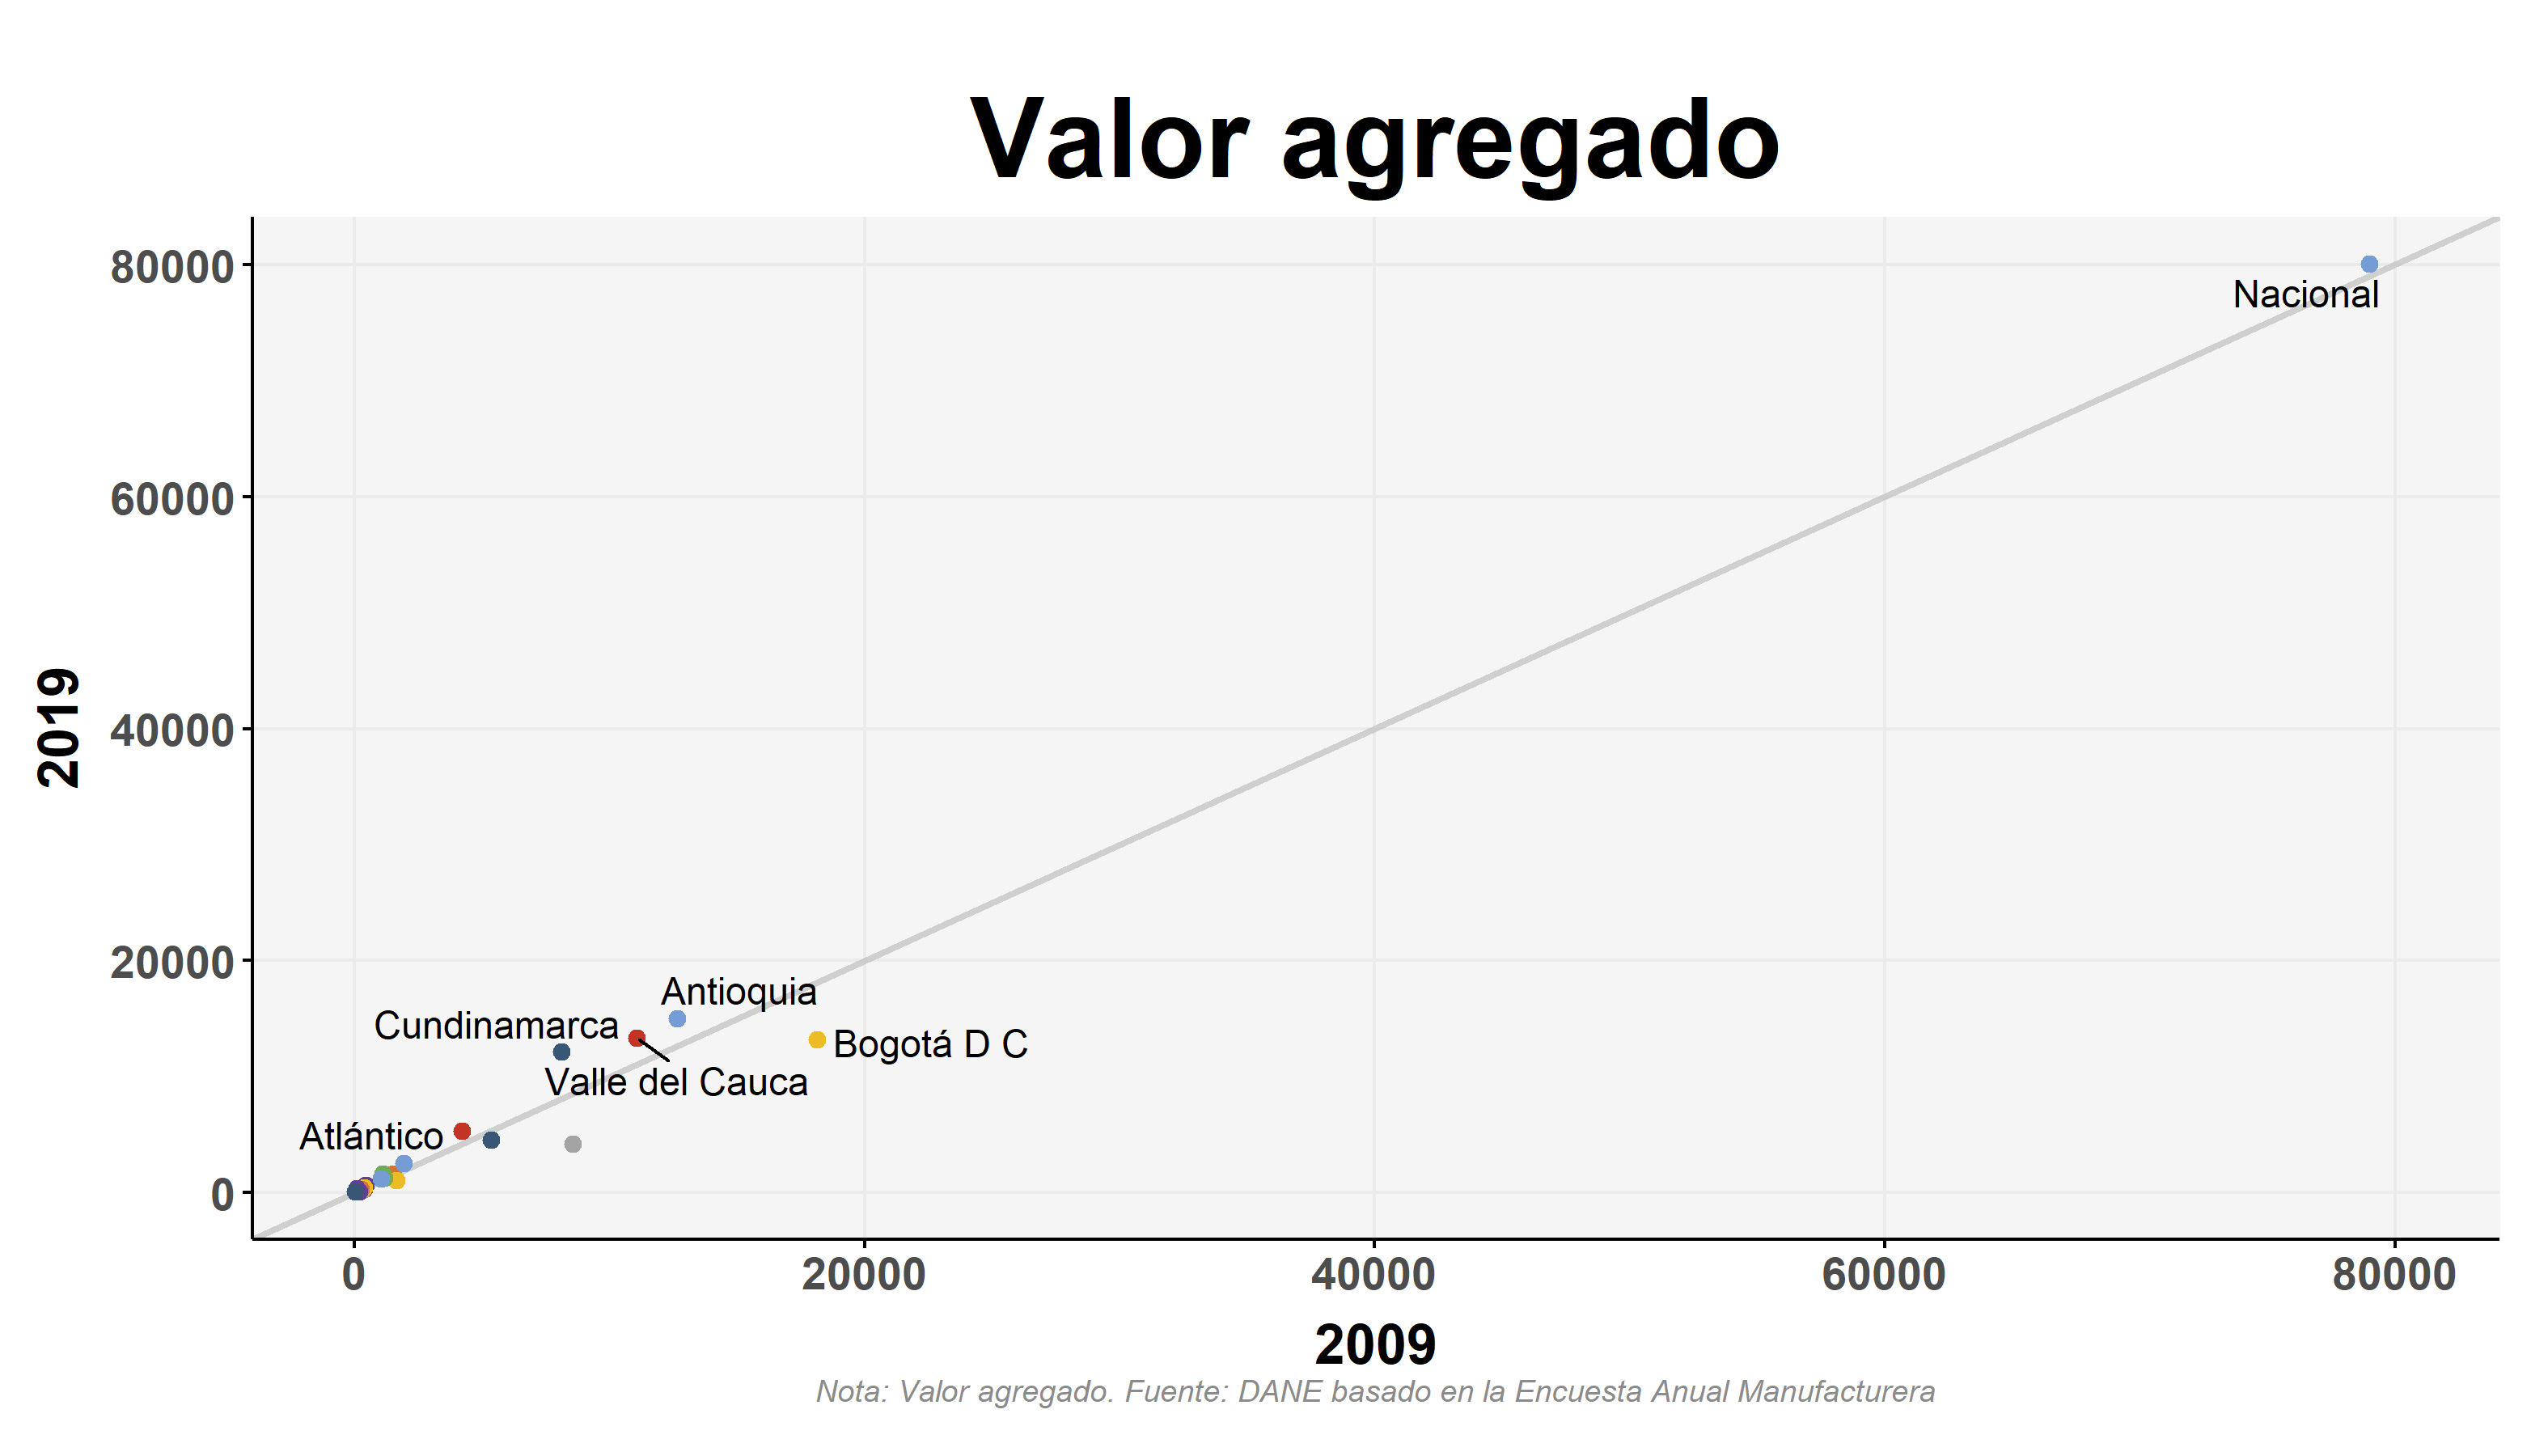 Valor agregado
80000
60000
40000
20000
0
2019
Nacional
Antioquia
Cundinamarca
Bogotá D C
Valle del Cauca
Atlántico
0 20000 40000 60000 80000
2009
Nota: Valor agregado. Fuente: DANE basado en la Encuesta Anual Manufacturera